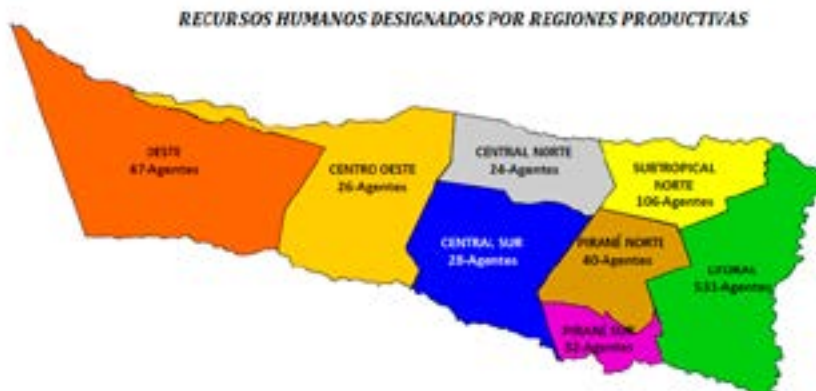 RECURSOS HUMANOS DESIGNADOS POR REGIONES PRODUCTIVAS
OESTE
67-Agentes
CENTRO OESTE
26-Agentes
CENTRAL NORTE
24-Agentes
SUBTROPICAL
NORTE
106-Agentes
CENTRAL SUR
28-Agentes
PIRANÉ NORTE
40-Agentes
LITORAL
PIRANÉ SUR
32-Agentes